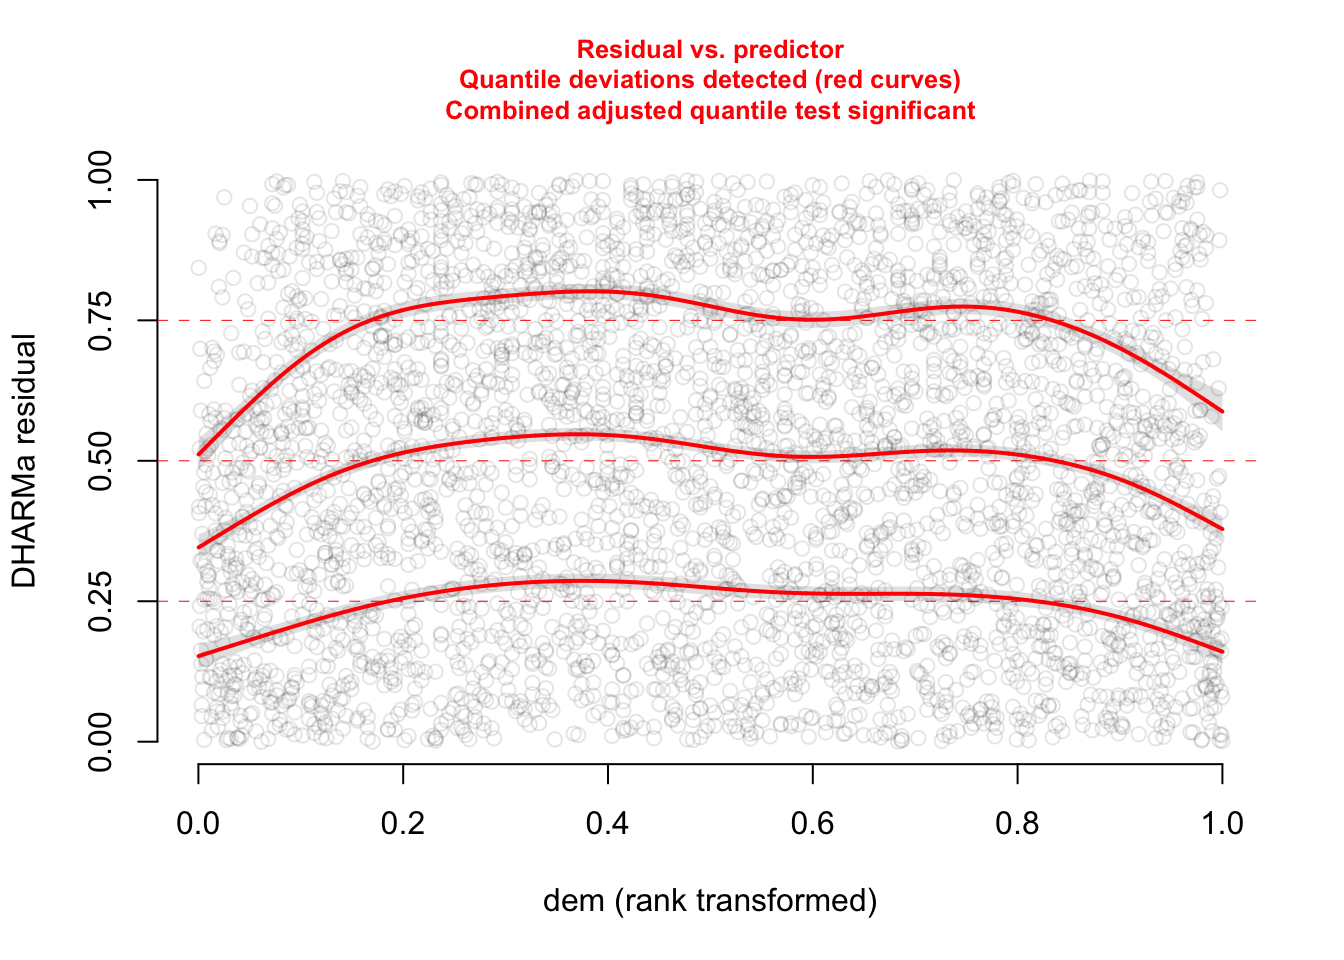 Residual vs. predictor
Quantile deviations detected (red curves)
Combined adjusted quantile test significant
1.00
0.75
0.50
0.25
0.00
DHARMa residual
0.0 0.2 0.4 0.6 0.8 1.0
dem (rank transformed)